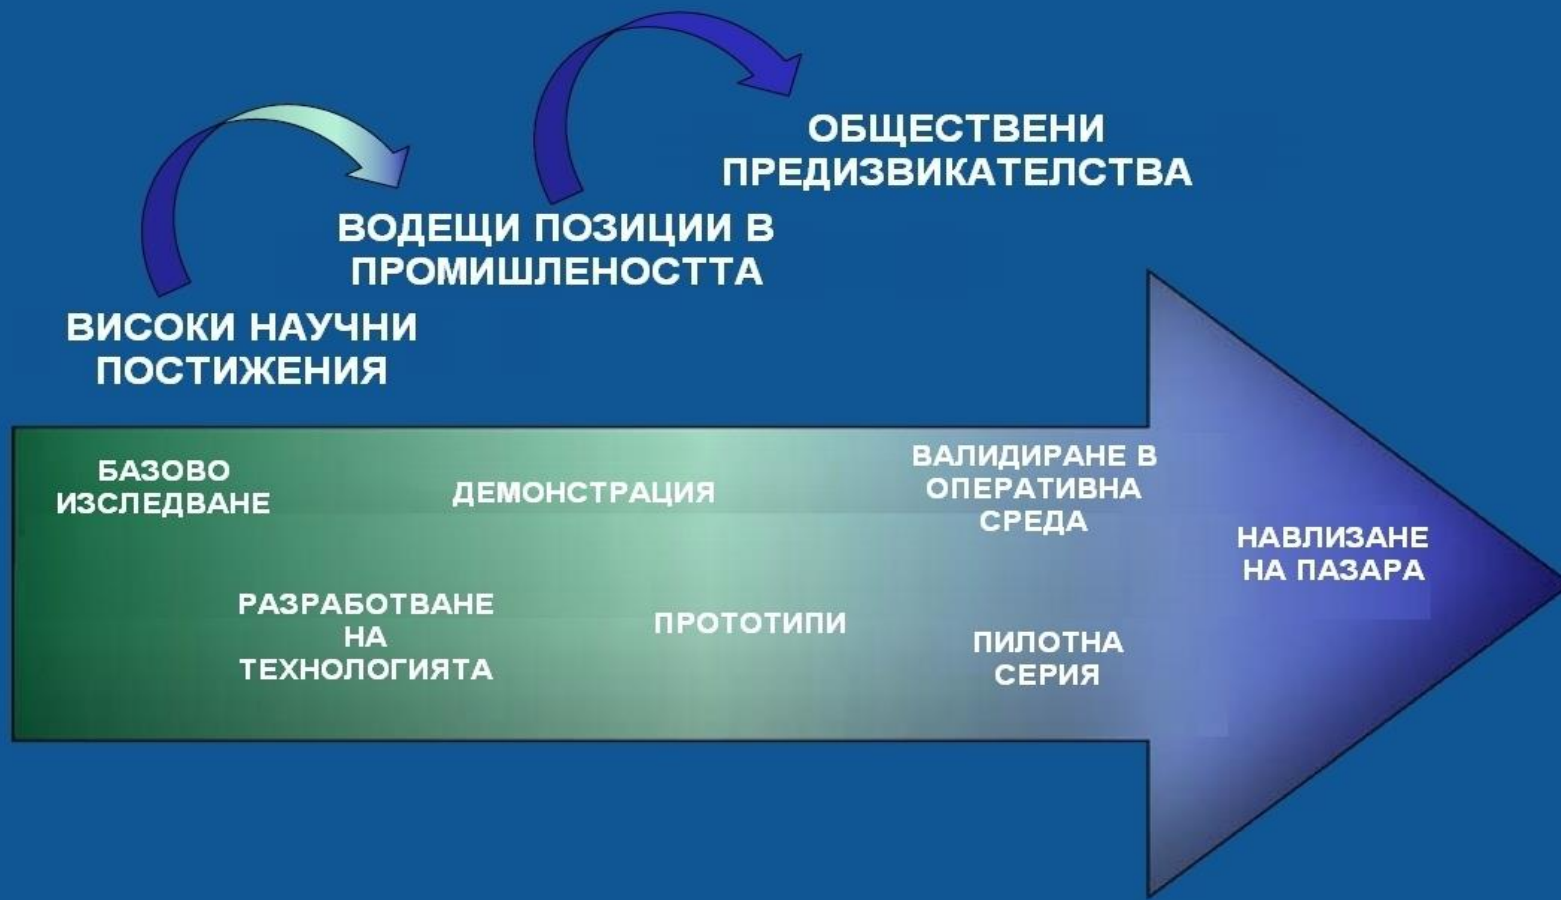 ОБЩЕСТВЕНИ
ПРЕДИЗВИКАТЕЛСТВА
ВОДЕЩИ ПОЗИЦИИ В
ПРОМИШЛЕНОСТТА
ВИСОКИ НАУЧНИ
ПОСТИЖЕНИЯ
БАЗОВО
ИЗСЛЕДВАНЕ
РАЗРАБОТВАНЕ
НА
ТЕХНОЛОГИЯТА
ДЕМОНСТРАЦИЯ
ПРОТОТИПИ
ВАЛИДИРАНЕ В
ОПЕРАТИВНА
СРЕДА
ПИЛОТНА
СЕРИЯ
НАВЛИЗАНЕ
НА ПАЗАРА